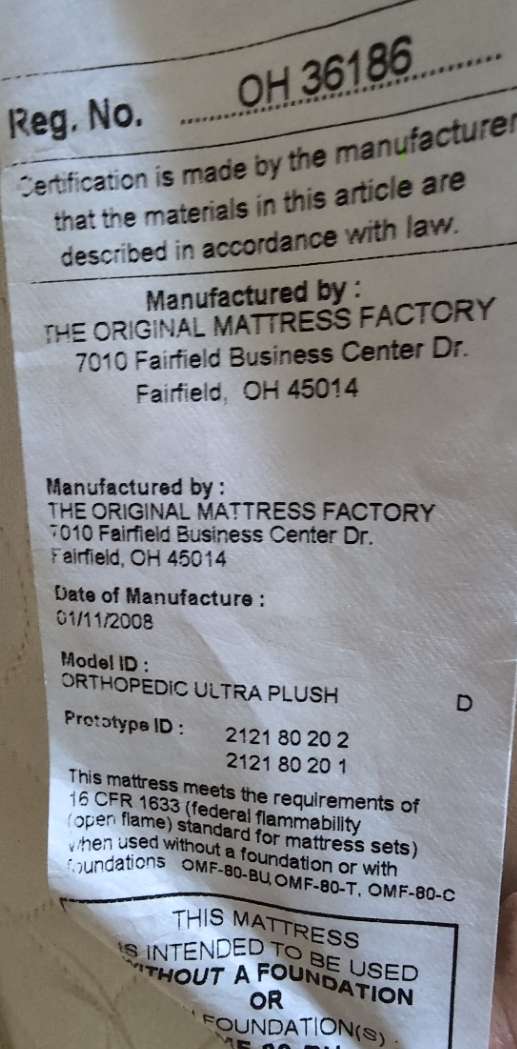 Reg. No. OH 36186
Certification is made by the manufacturer
that the materials in this article are
described in accordance with law.
Manufactured by :
THE ORIGINAL MATTRESS FACTORY
7010 Fairfield Business Center Dr.
Fairfield, OH 45014
Manufactured by :
THE ORIGINAL MATTRESS FACTORY
7010 Fairfield Business Center Dr.
Fairfield, OH 45014
Date of Manufacture :
01/11/2008
Model ID :
ORTHOPEDIC ULTRA PLUSH D
Prototype ID : 2121 80 20 2
2121 80 20 1
This mattress meets the requirements of
16 CFR 1633 (federal flammability
(open flame) standard for mattress sets)
when used without a foundation or with
foundations OMF-80-BU,OMF-80-T, OMF-80-C
THIS MATTRESS
IS INTENDED TO BE USED
WITHOUT A FOUNDATION
OR
FOUNDATION(S)